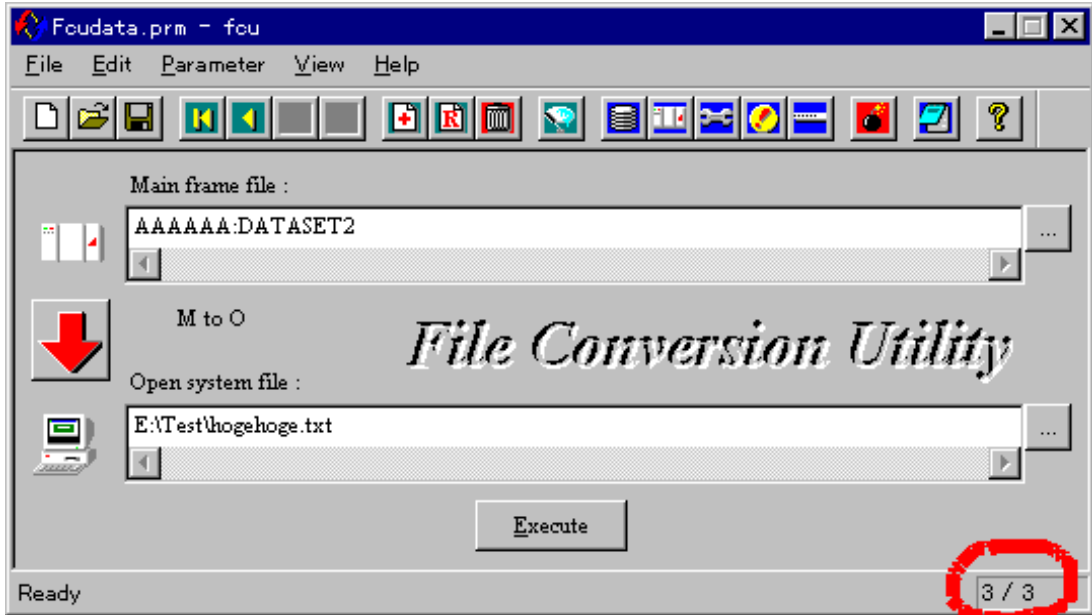 Fcudata.prm - fcu
File Edit Parameter View Help
R
Main frame file :
AAAAAA:DATASET2
...
M to O
File Conversion Utility
Open system file :
E:\Test\hogehoge.txt
...
Execute
Ready
3 / 3